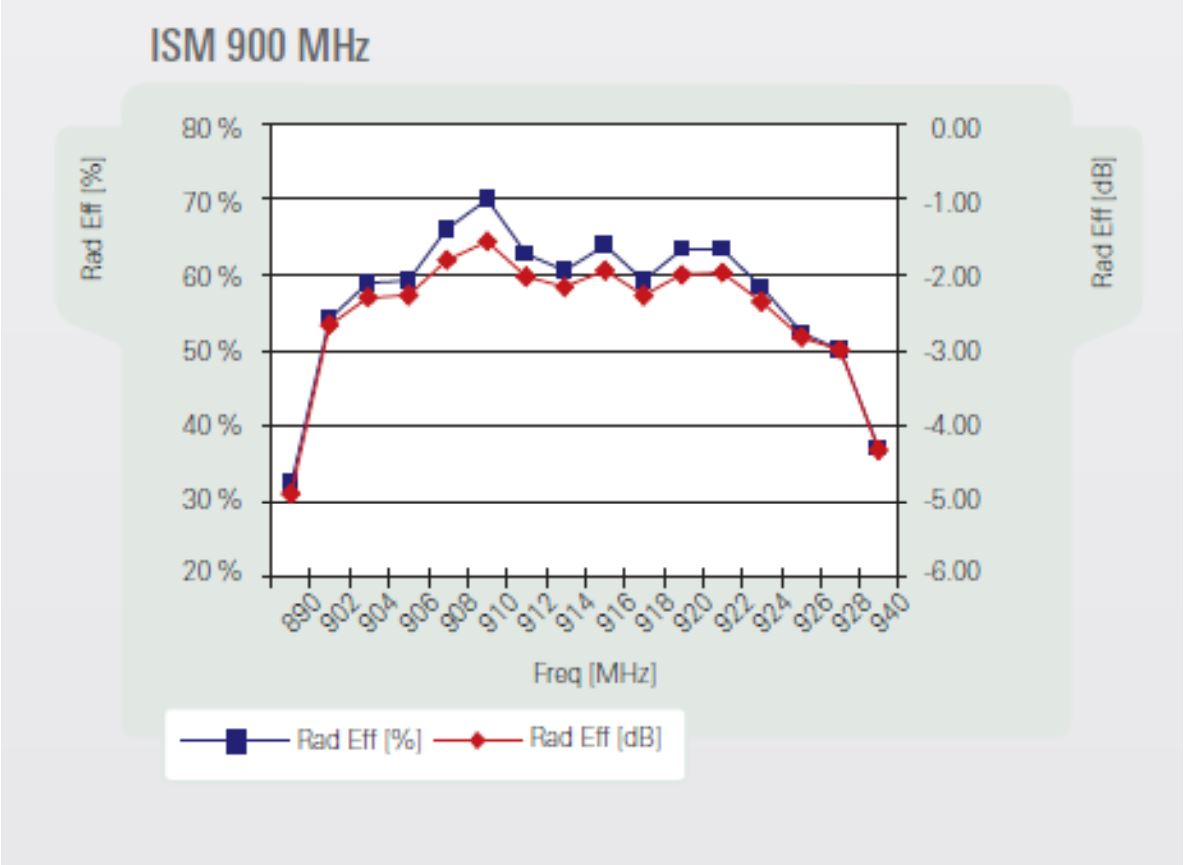 ISM 900 MHz
Rad Eff [%]
80 %
70 %
60 %
50 %
40 %
30 %
20 %
0.00
-1.00
-2.00
-3.00
-4.00
-5.00
-6.00
Rad Eff [dB]
890 902 904 906 908 910 912 914 916 918 920 922 924 926 928 940
Freq [MHz]
Rad Eff [%] Rad Eff [dB]